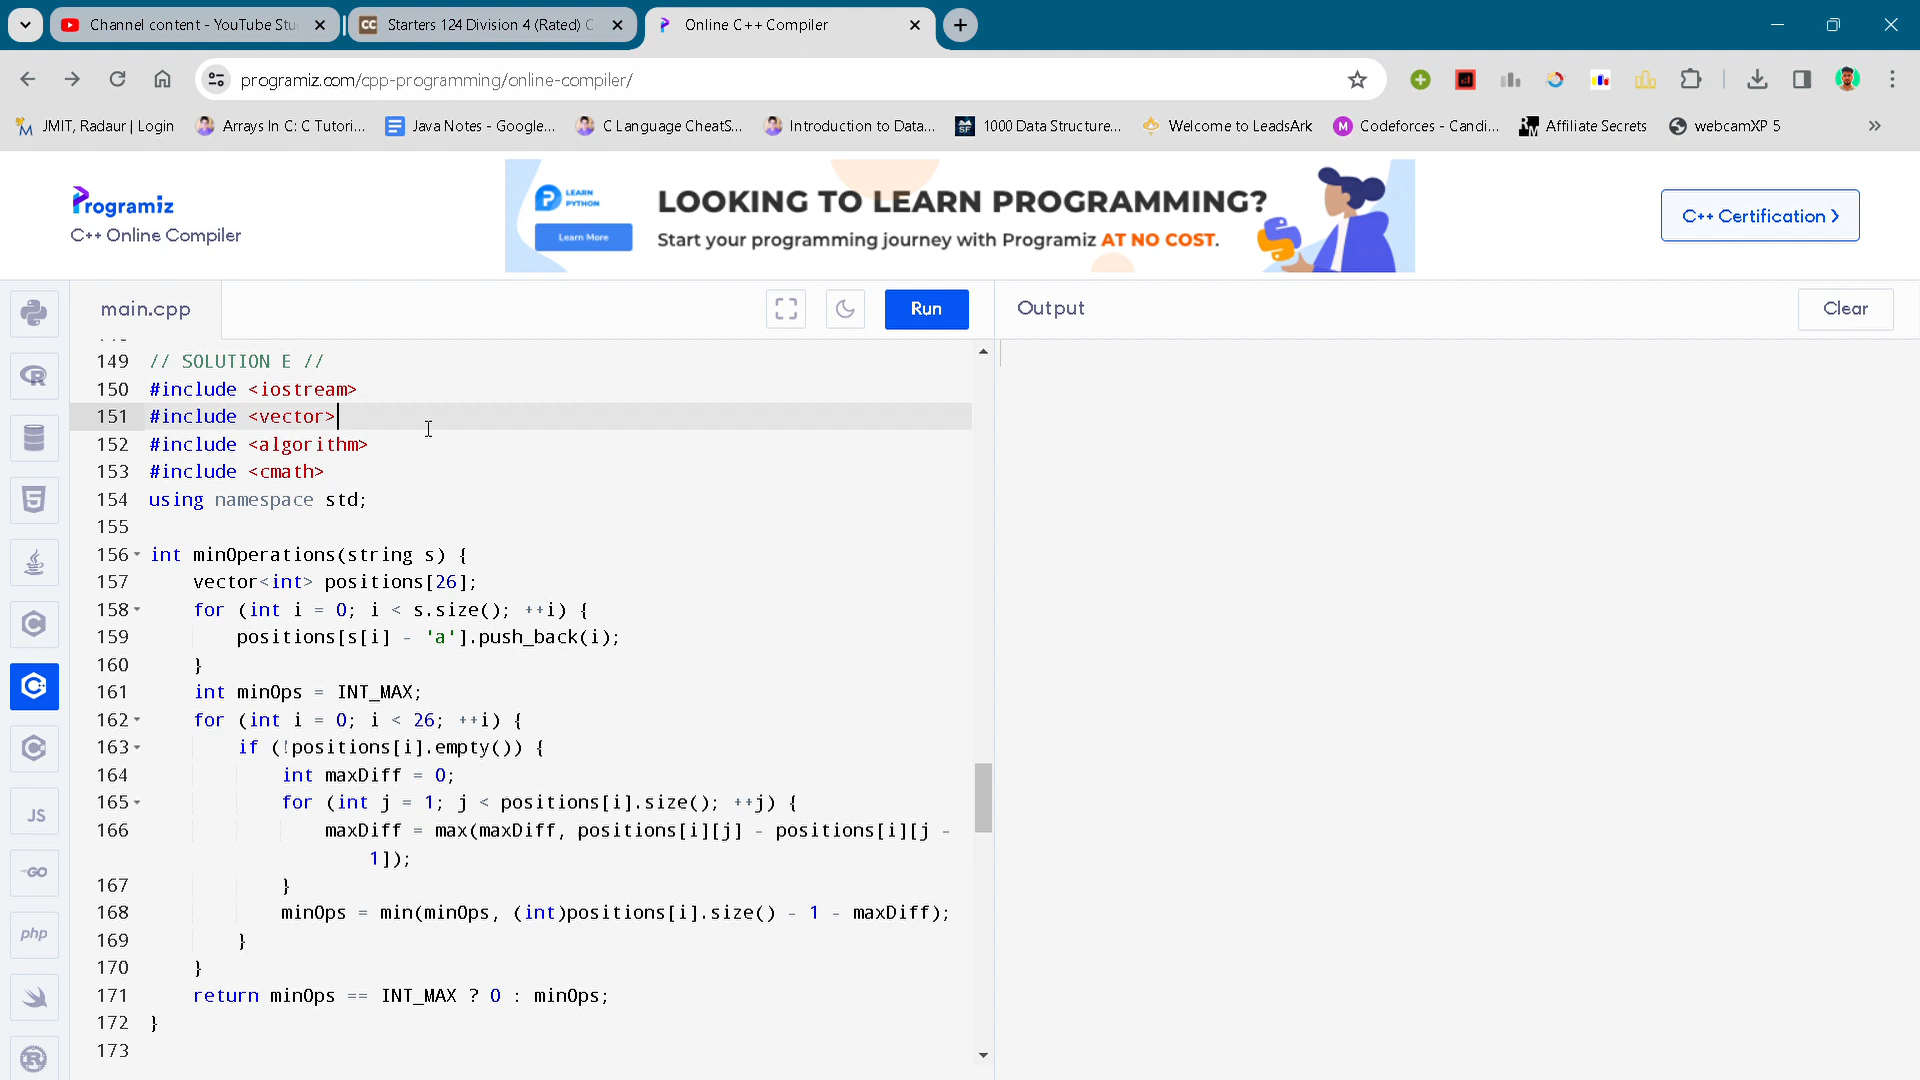 Channel content - YouTube Stu
Starters 124 Division 4 (Rated) C
Online C++ Compiler
programiz.com/cpp-programming/online-compiler/
JMIT, Radaur | Login
Arrays In C: C Tutori...
Java Notes - Google...
C Language CheatS...
Introduction to Data...
1000 Data Structure...
Welcome to LeadsArk
Codeforces - Candi...
Affiliate Secrets
webcamXP 5
Programiz
C++ Online Compiler
LEARN PYTHON
Learn More
LOOKING TO LEARN PROGRAMMING?
Start your programming journey with Programiz AT NO COST.
C++ Certification >
main.cpp
Run
Output
Clear
149 // SOLUTION E //
150 #include <iostream>
151 #include <vector>
152 #include <algorithm>
153 #include <cmath>
154 using namespace std;
155
156 int minOperations(string s) {
157     vector<int> positions[26];
158     for (int i = 0; i < s.size(); ++i) {
159         positions[s[i] - 'a'].push_back(i);
160     }
161     int minOps = INT_MAX;
162     for (int i = 0; i < 26; ++i) {
163         if (!positions[i].empty()) {
164             int maxDiff = 0;
165             for (int j = 1; j < positions[i].size(); ++j) {
166                 maxDiff = max(maxDiff, positions[i][j] - positions[i][j -
1]);
167             }
168             minOps = min(minOps, (int)positions[i].size() - 1 - maxDiff);
169         }
170     }
171     return minOps == INT_MAX ? 0 : minOps;
172 }
173
JS
GO
php